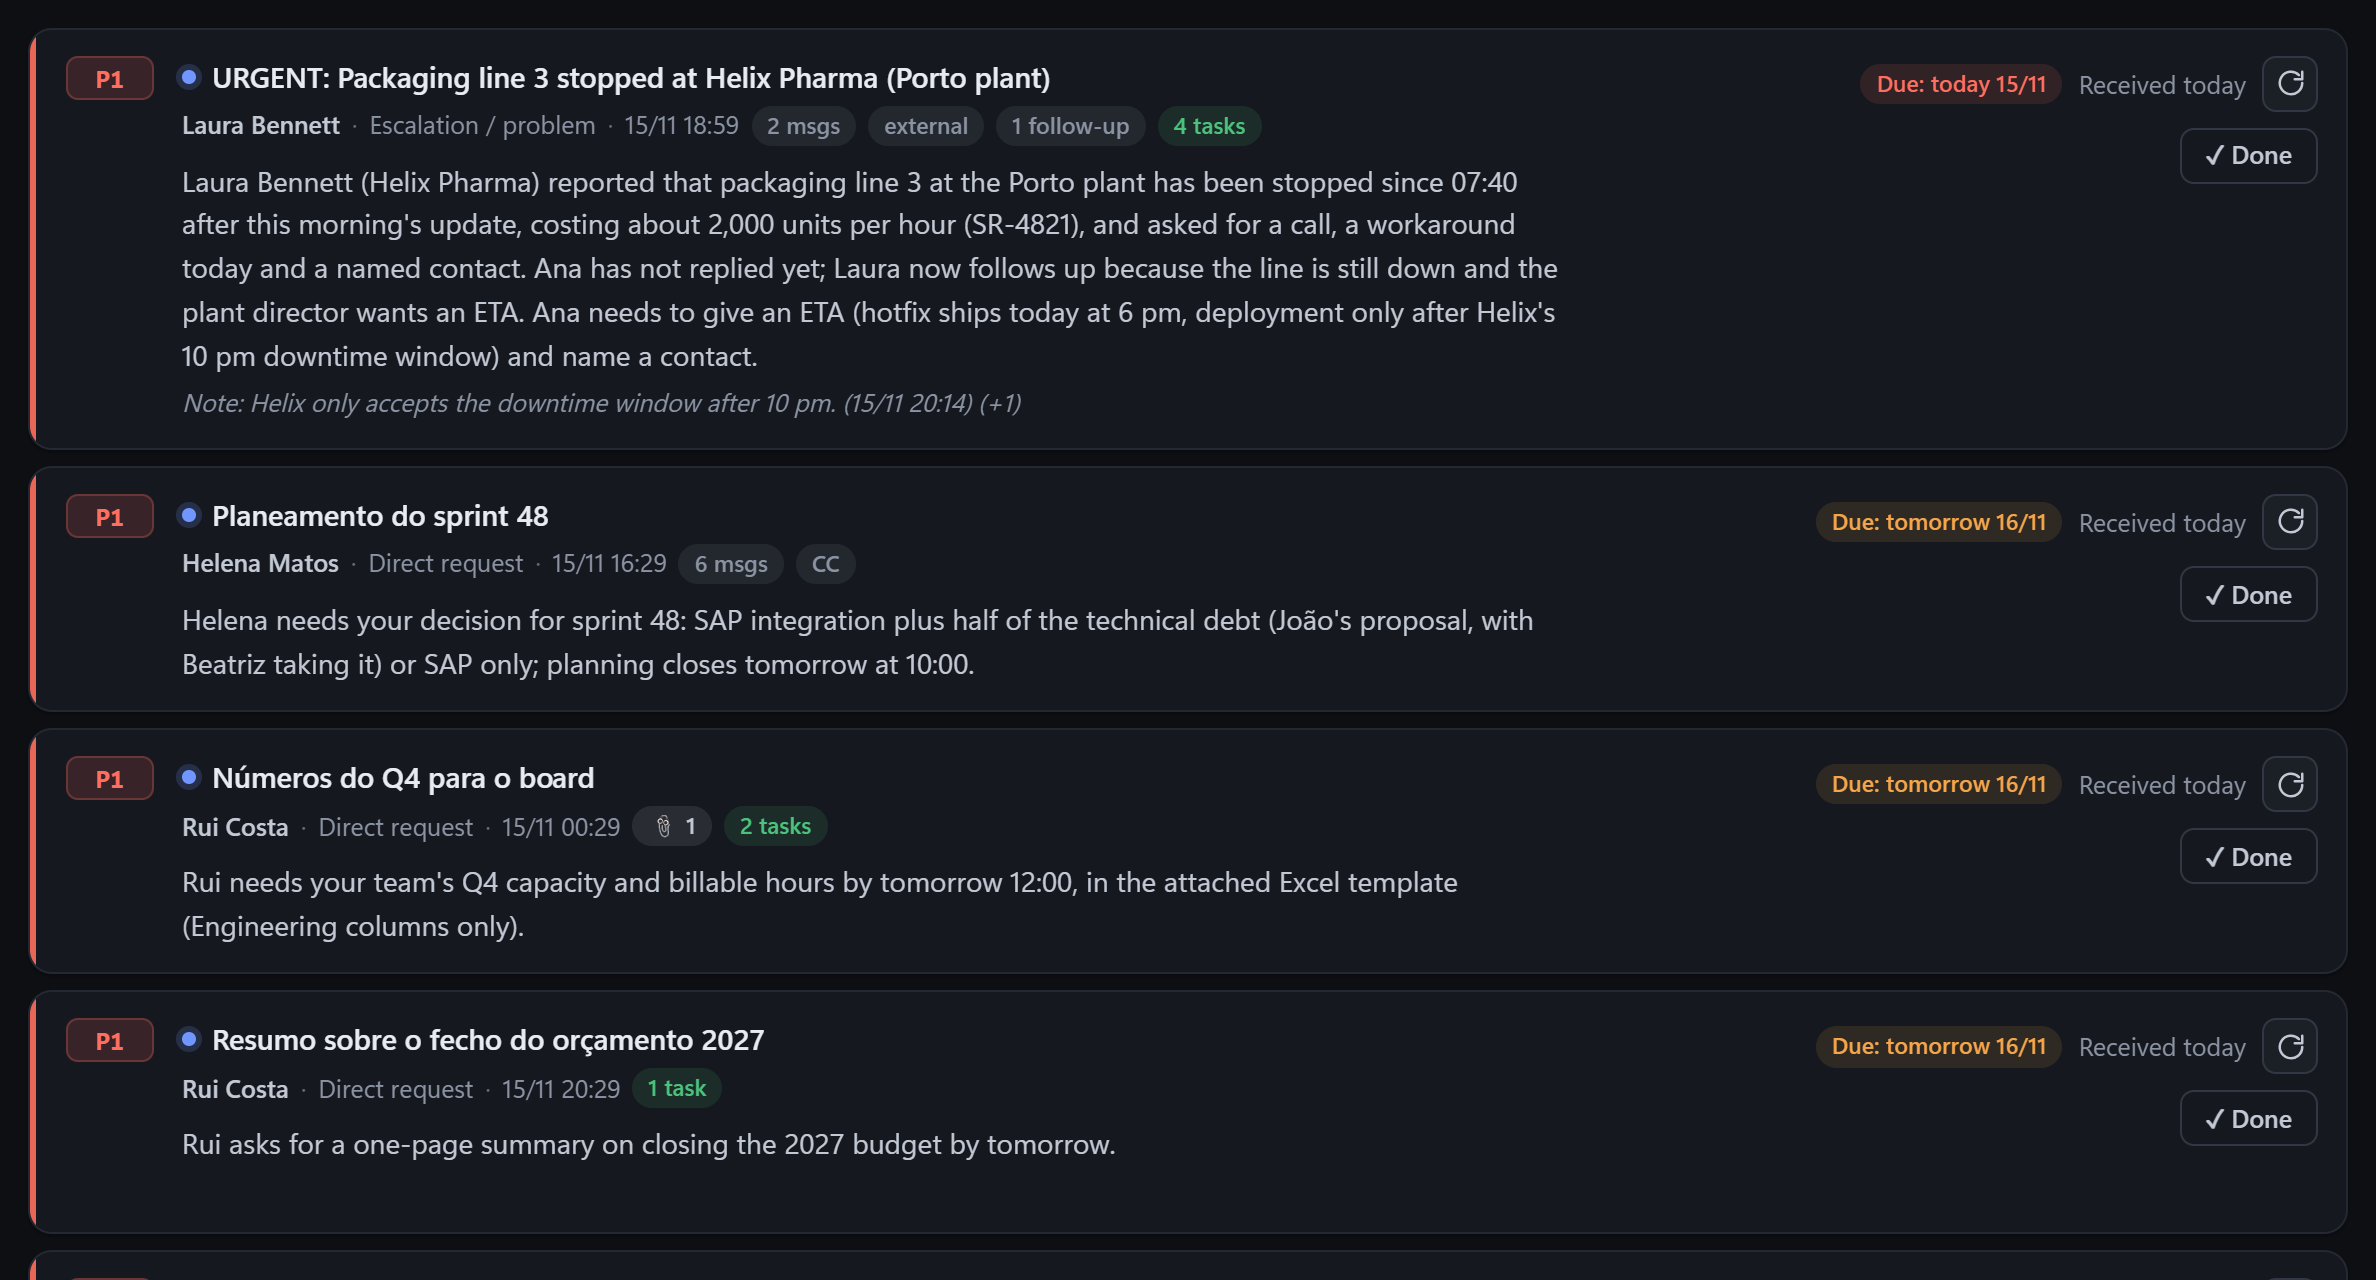 P1 URGENT: Packaging line 3 stopped at Helix Pharma (Porto plant) Due: today 15/11 Received today
Laura Bennett · Escalation / problem · 15/11 18:59 2 msgs external 1 follow-up 4 tasks
✓ Done
Laura Bennett (Helix Pharma) reported that packaging line 3 at the Porto plant has been stopped since 07:40
after this morning's update, costing about 2,000 units per hour (SR-4821), and asked for a call, a workaround
today and a named contact. Ana has not replied yet; Laura now follows up because the line is still down and the
plant director wants an ETA. Ana needs to give an ETA (hotfix ships today at 6 pm, deployment only after Helix's
10 pm downtime window) and name a contact.
Note: Helix only accepts the downtime window after 10 pm. (15/11 20:14) (+1)
P1 Planeamento do sprint 48 Due: tomorrow 16/11 Received today
Helena Matos · Direct request · 15/11 16:29 6 msgs CC
✓ Done
Helena needs your decision for sprint 48: SAP integration plus half of the technical debt (João's proposal, with
Beatriz taking it) or SAP only; planning closes tomorrow at 10:00.
P1 Números do Q4 para o board Due: tomorrow 16/11 Received today
Rui Costa · Direct request · 15/11 00:29 1 2 tasks
✓ Done
Rui needs your team's Q4 capacity and billable hours by tomorrow 12:00, in the attached Excel template
(Engineering columns only).
P1 Resumo sobre o fecho do orçamento 2027 Due: tomorrow 16/11 Received today
Rui Costa · Direct request · 15/11 20:29 1 task
✓ Done
Rui asks for a one-page summary on closing the 2027 budget by tomorrow.